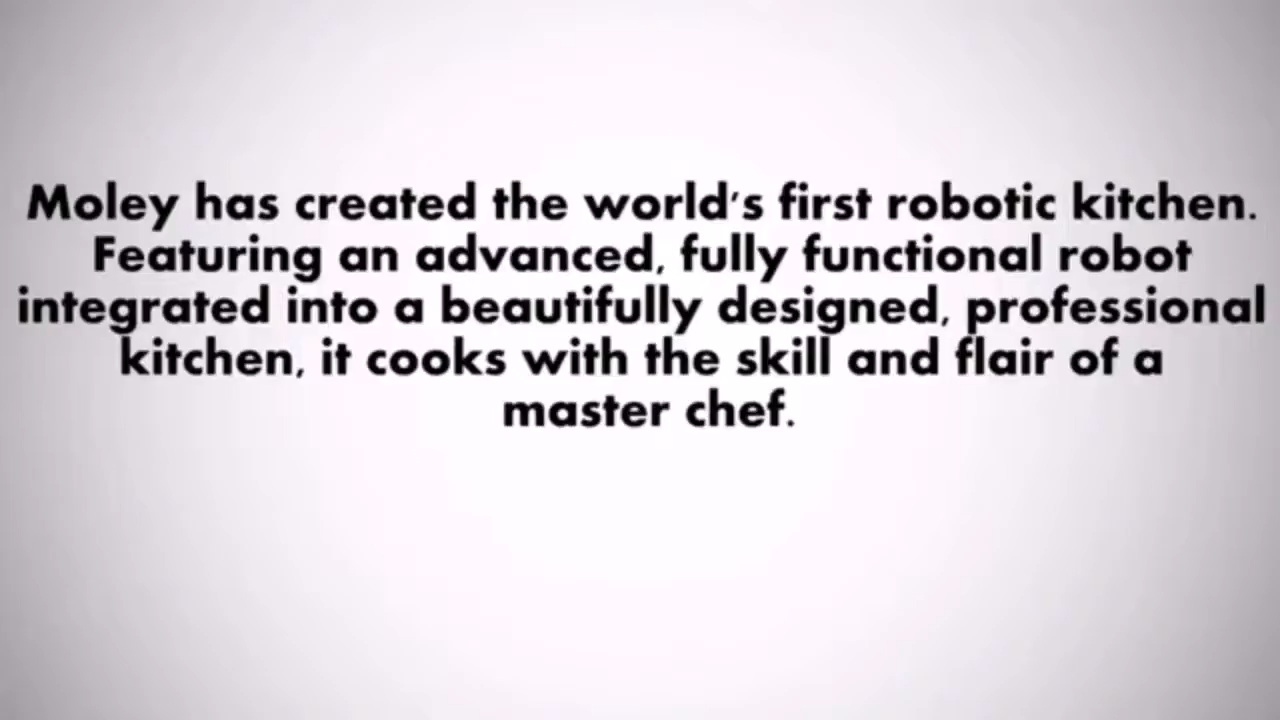 Moley has created the world's first robotic kitchen.
Featuring an advanced, fully functional robot
integrated into a beautifully designed, professional
kitchen, it cooks with the skill and flair of a
master chef.